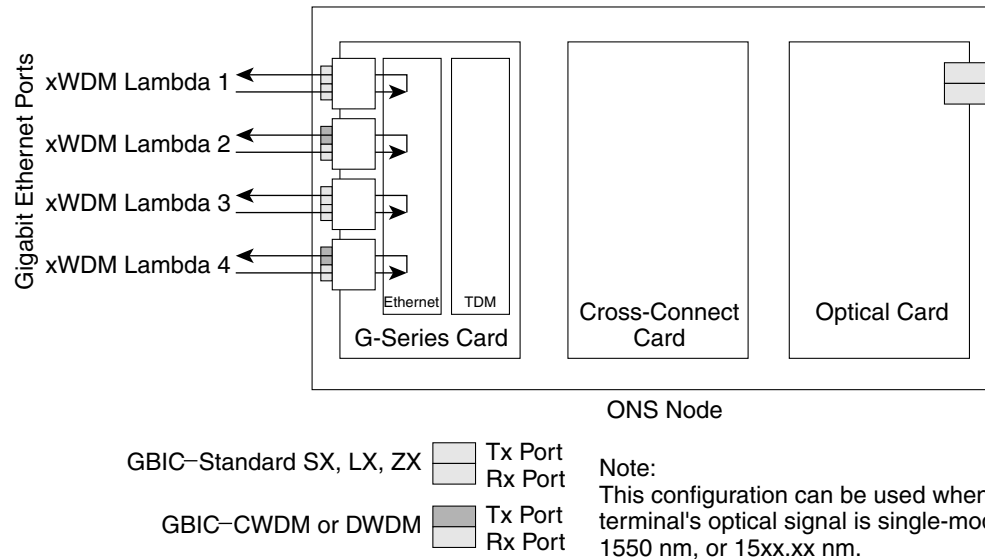 Gigabit Ethernet Ports
xWDM Lambda 1
xWDM Lambda 2
xWDM Lambda 3
xWDM Lambda 4
Ethernet
TDM
G-Series Card
Cross-Connect
Card
Optical Card
ONS Node
GBIC–Standard SX, LX, ZX
Tx Port
Rx Port
GBIC–CWDM or DWDM
Tx Port
Rx Port
Note:
This configuration can be used when
terminal's optical signal is single-mo
1550 nm, or 15xx.xx nm.